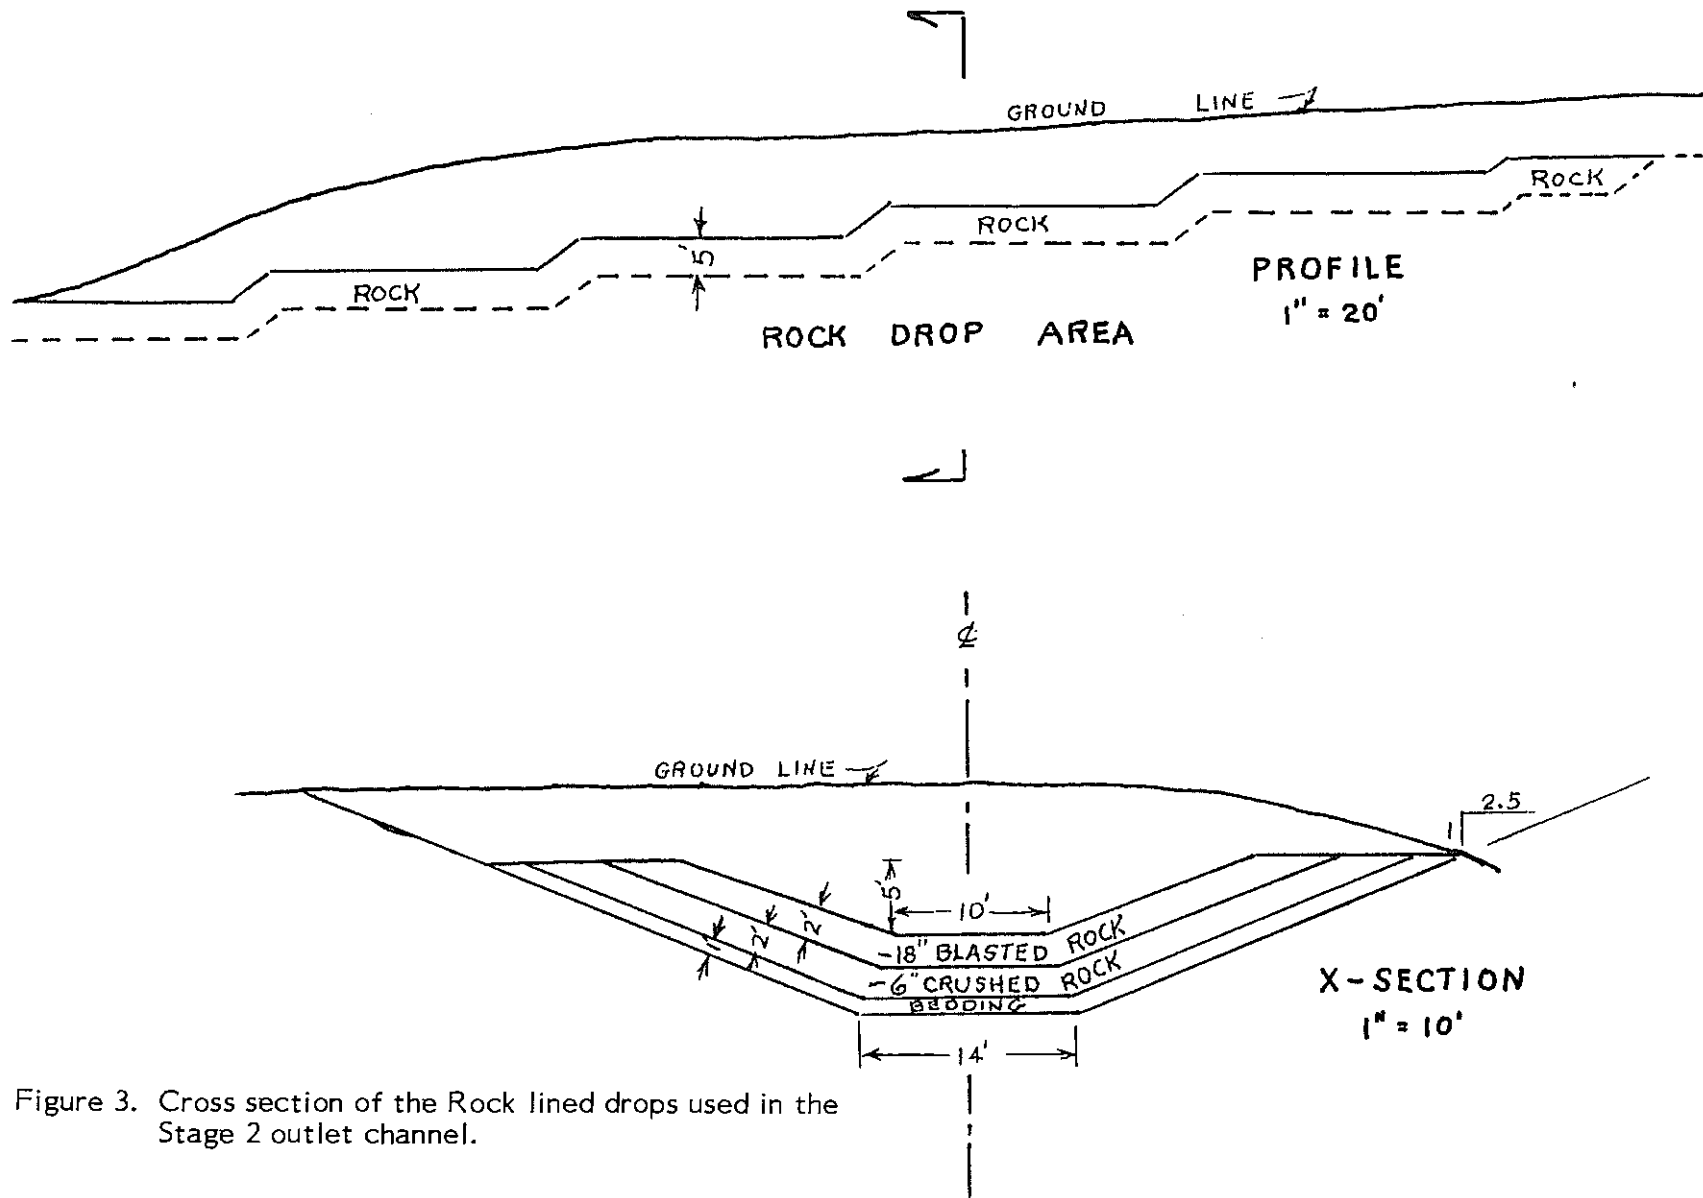 GROUND LINE
ROCK
ROCK
5'
ROCK
PROFILE
1" = 20'
ROCK DROP AREA
℄
GROUND LINE
2.5
1
5'
10'
2'
2'
1'
-18" BLASTED ROCK
-6" CRUSHED ROCK
BEDDING
X-SECTION
1" = 10'
14'
Figure 3. Cross section of the Rock lined drops used in the
Stage 2 outlet channel.